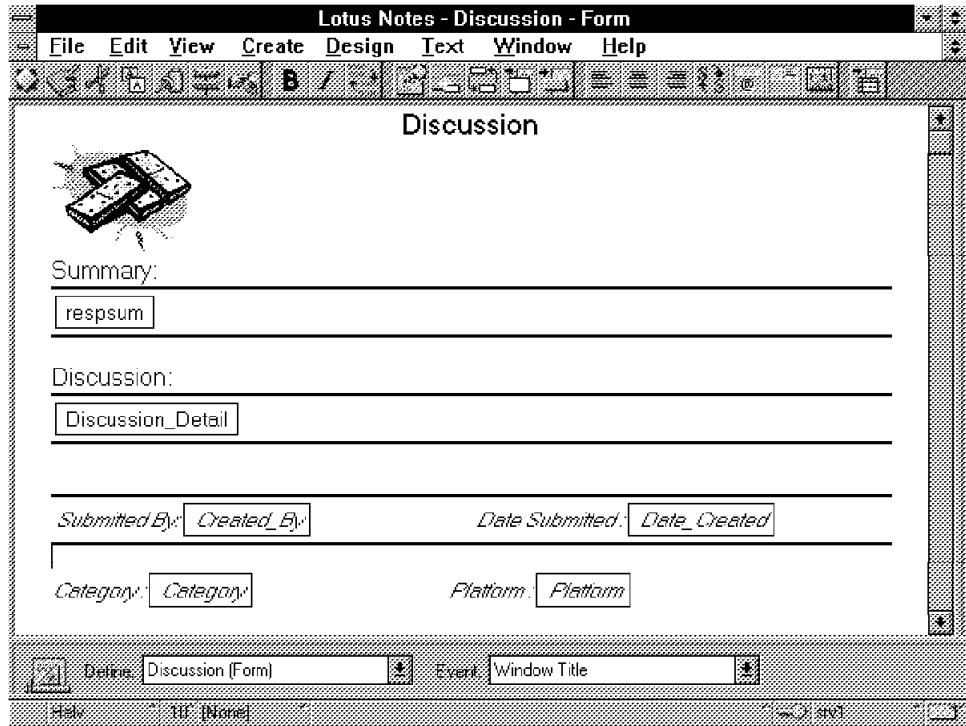 Lotus Notes - Discussion - Form
File Edit View Create Design Text Window Help
Discussion
Summary:
respsum
Discussion:
Discussion_Detail
Submitted By: Created_By Date Submitted: Date_Created
Category: Category Platform: Platform
Define: Discussion (Form) Event: Window Title
Helv 10 [None] srv1